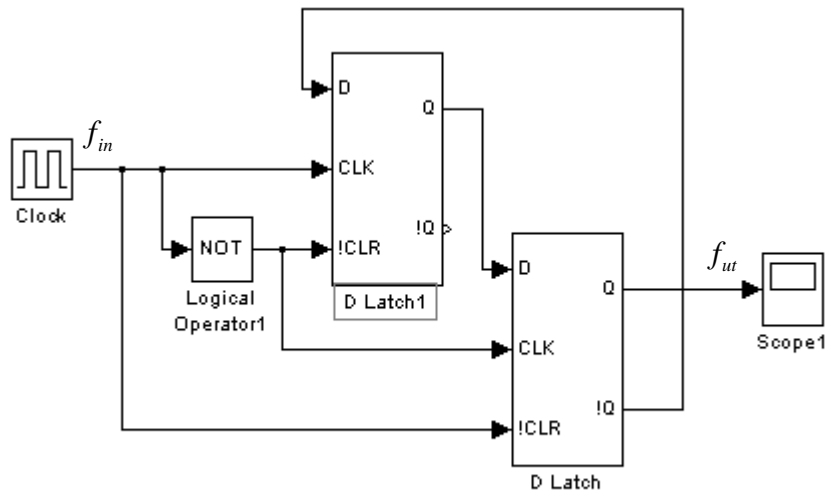 D
Q
f_in
CLK
Clock
!Q
NOT
!CLR
D
f_ut
Logical
Operator1
D Latch1
Q
CLK
Scope1
!Q
!CLR
D Latch